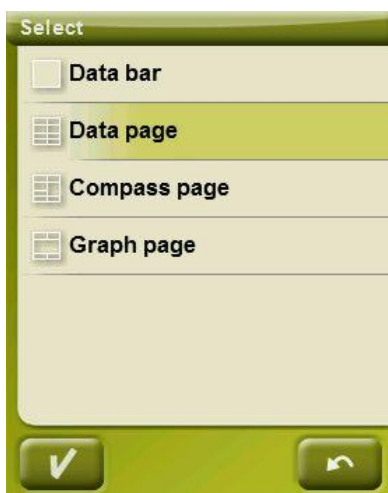 Select
Data bar
Data page
Compass page
Graph page